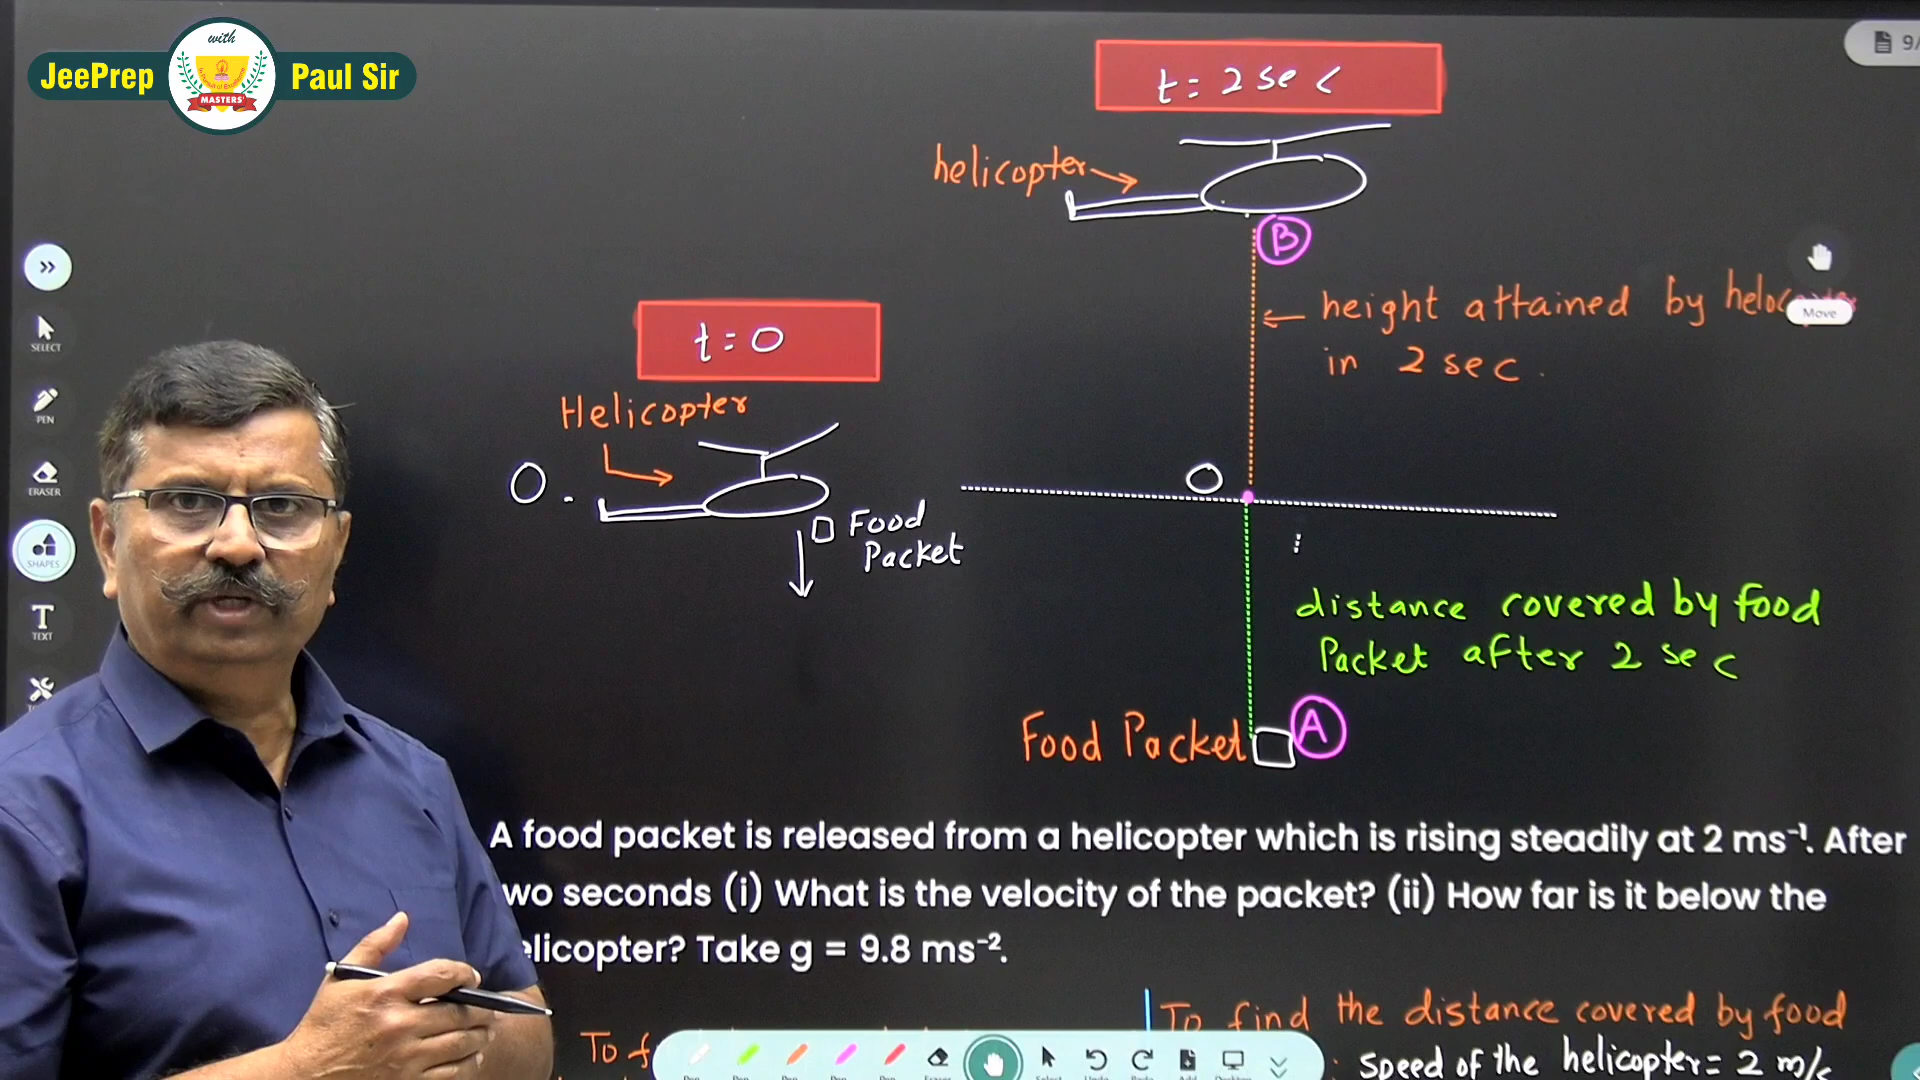 JeePrep with MASTERS Paul Sir
9/
t = 2 sec
helicopter
B
SELECT
height attained by
in 2 sec.
Move
t = 0
Helicopter
PEN
O
O
ERASER
Food
Packet
SHAPES
distance covered by food
Packet after 2 sec
TEXT
Food Packet A
A food packet is released from a helicopter which is rising steadily at 2 ms⁻¹. After
wo seconds (i) What is the velocity of the packet? (ii) How far is it below the
elicopter? Take g = 9.8 ms⁻².
To find the distance covered by food
To f
Speed of the helicopter = 2 m/s